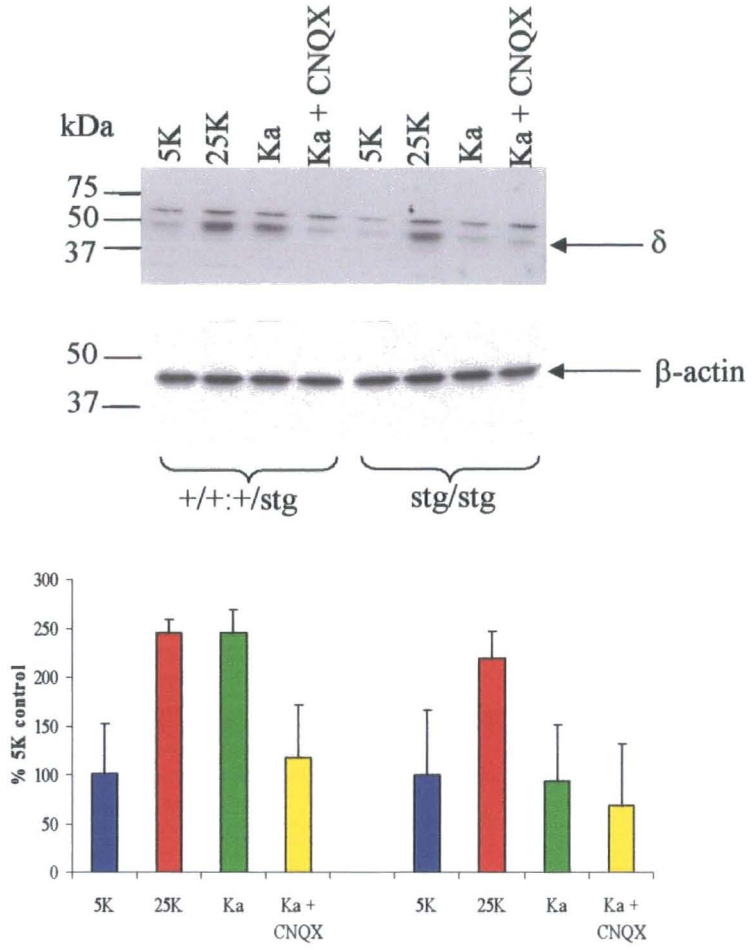 kDa
5K 25K Ka Ka + CNQX 5K 25K Ka Ka + CNQX
75
50
37
δ
50
37
β-actin
+/+:+/stg stg/stg
% 5K control
300
250
200
150
100
50
0
5K 25K Ka Ka + CNQX 5K 25K Ka Ka + CNQX